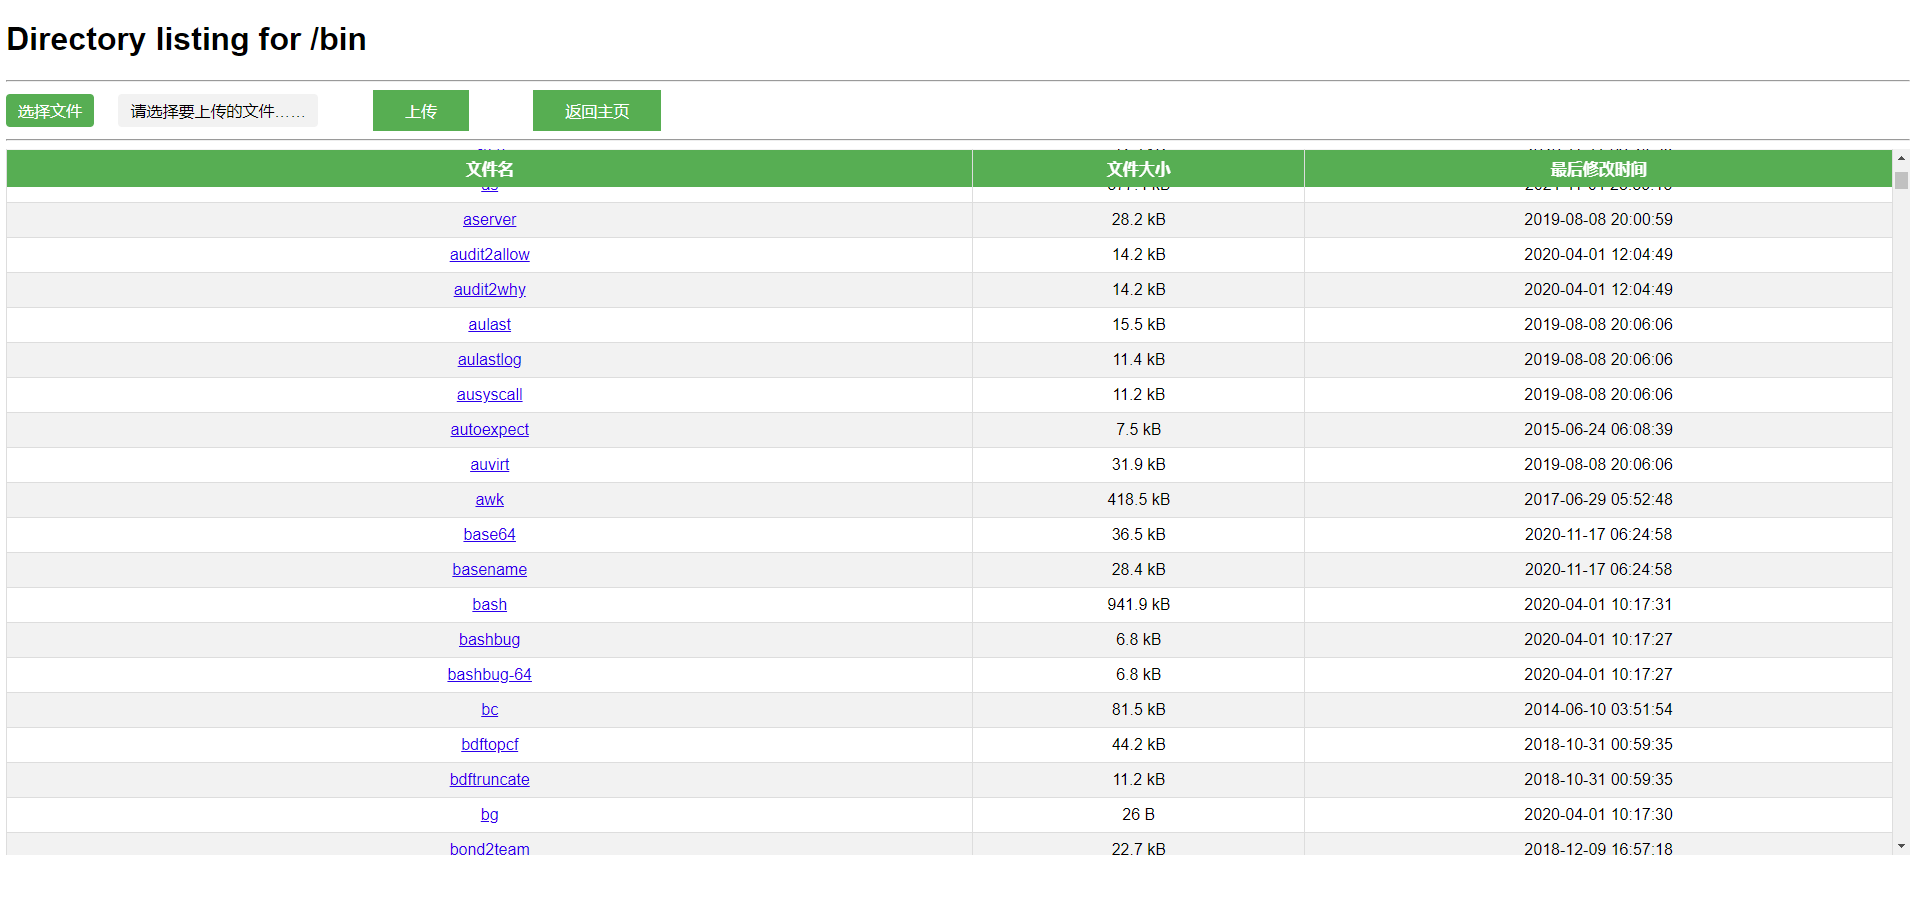 Directory listing for /bin
选择文件 请选择要上传的文件…… 上传 返回主页
文件名 文件大小 最后修改时间
aserver 28.2 kB 2019-08-08 20:00:59
audit2allow 14.2 kB 2020-04-01 12:04:49
audit2why 14.2 kB 2020-04-01 12:04:49
aulast 15.5 kB 2019-08-08 20:06:06
aulastlog 11.4 kB 2019-08-08 20:06:06
ausyscall 11.2 kB 2019-08-08 20:06:06
autoexpect 7.5 kB 2015-06-24 06:08:39
auvirt 31.9 kB 2019-08-08 20:06:06
awk 418.5 kB 2017-06-29 05:52:48
base64 36.5 kB 2020-11-17 06:24:58
basename 28.4 kB 2020-11-17 06:24:58
bash 941.9 kB 2020-04-01 10:17:31
bashbug 6.8 kB 2020-04-01 10:17:27
bashbug-64 6.8 kB 2020-04-01 10:17:27
bc 81.5 kB 2014-06-10 03:51:54
bdftopcf 44.2 kB 2018-10-31 00:59:35
bdftruncate 11.2 kB 2018-10-31 00:59:35
bg 26 B 2020-04-01 10:17:30
bond2team 22.7 kB 2018-12-09 16:57:18